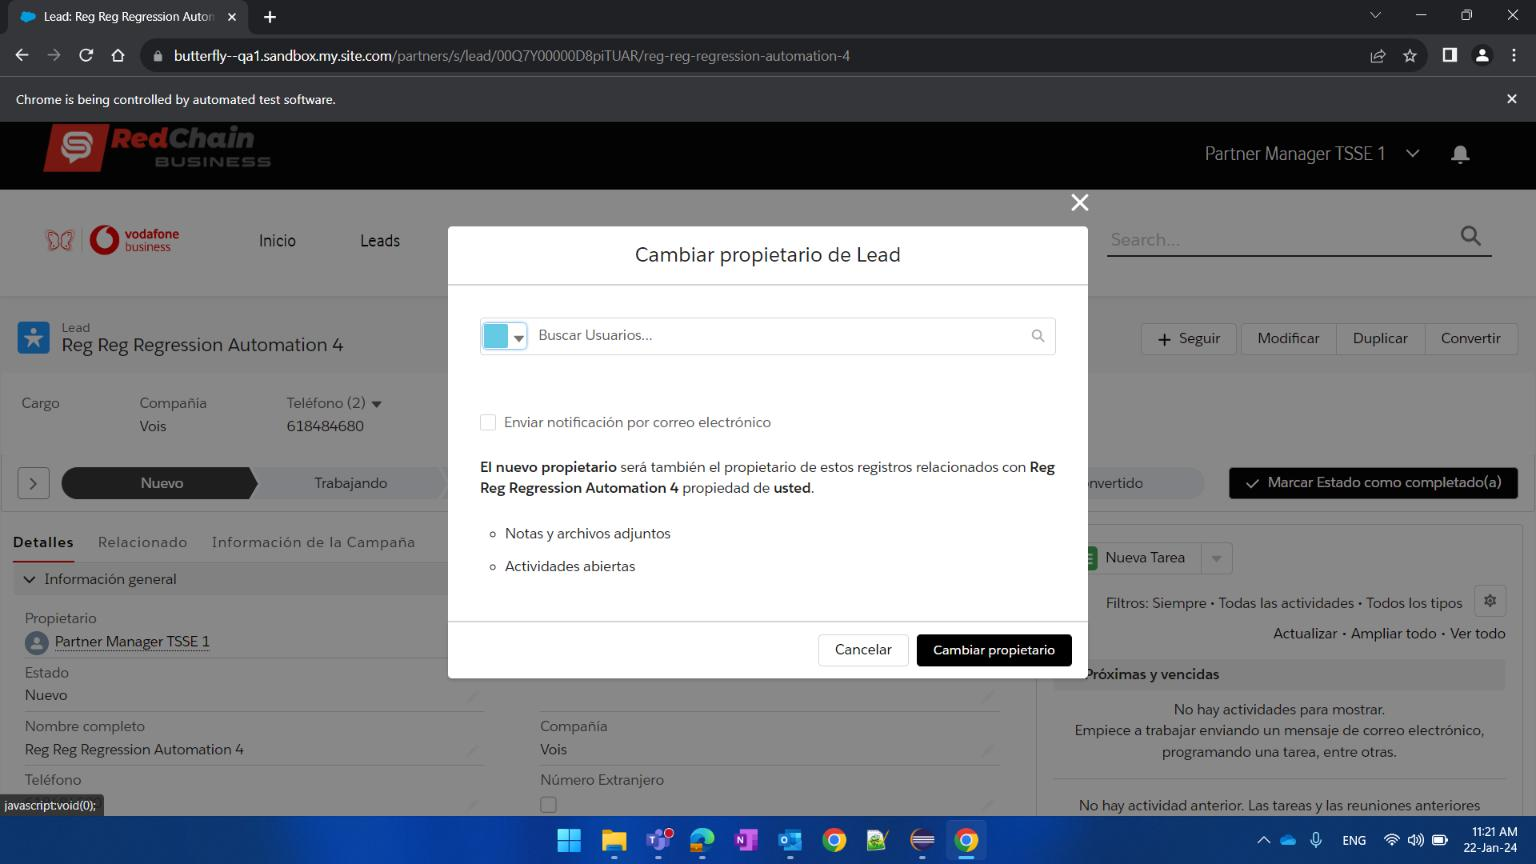 Lead: Reg Reg Regression Auton
butterfly--qa1.sandbox.my.site.com/partners/s/lead/00Q7Y00000D8piTUAR/reg-reg-regression-automation-4
Chrome is being controlled by automated test software.
RedChain
BUSINESS
Partner Manager TSSE 1
vodafone
business
Inicio
Leads
Search...
Cambiar propietario de Lead
Buscar Usuarios...
Enviar notificación por correo electrónico
El nuevo propietario será también el propietario de estos registros relacionados con Reg
Reg Regression Automation 4 propiedad de usted.
Notas y archivos adjuntos
Actividades abiertas
Cancelar
Cambiar propietario
Lead
Reg Reg Regression Automation 4
Seguir
Modificar
Duplicar
Convertir
Cargo
Compañía
Vois
Teléfono (2)
618484680
Nuevo
Trabajando
nvertido
Marcar Estado como completado(a)
Detalles
Relacionado
Información de la Campaña
Información general
Propietario
Partner Manager TSSE 1
Estado
Nuevo
Nombre completo
Reg Reg Regression Automation 4
Compañía
Vois
Teléfono
Número Extranjero
Nueva Tarea
Filtros: Siempre • Todas las actividades • Todos los tipos
Actualizar • Ampliar todo • Ver todo
Próximas y vencidas
No hay actividades para mostrar.
Empiece a trabajar enviando un mensaje de correo electrónico,
programando una tarea, entre otras.
No hay actividad anterior. Las tareas y las reuniones anteriores
javascript:void(0);
ENG
11:21 AM
22-Jan-24